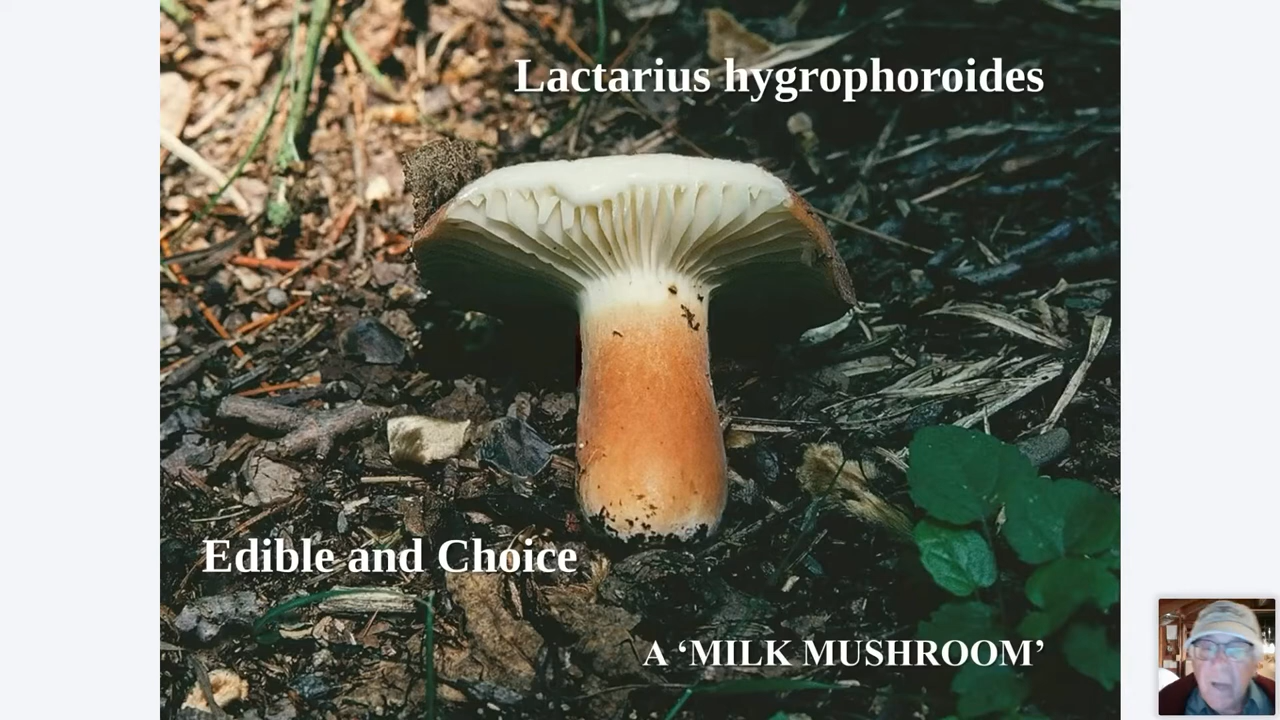 Lactarius hygrophoroides
Edible and Choice
A ‘MILK MUSHROOM’